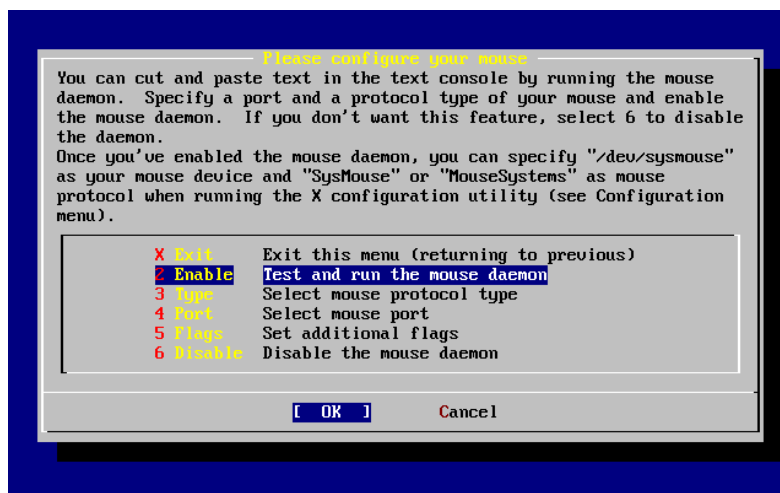 Please configure your mouse
You can cut and paste text in the text console by running the mouse
daemon.  Specify a port and a protocol type of your mouse and enable
the mouse daemon.  If you don't want this feature, select 6 to disable
the daemon.
Once you've enabled the mouse daemon, you can specify "/dev/sysmouse"
as your mouse device and "SysMouse" or "MouseSystems" as mouse
protocol when running the X configuration utility (see Configuration
menu).
X Exit     Exit this menu (returning to previous)
2 Enable   Test and run the mouse daemon
3 Type     Select mouse protocol type
4 Port     Select mouse port
5 Flags    Set additional flags
6 Disable  Disable the mouse daemon
[  OK  ]       Cancel